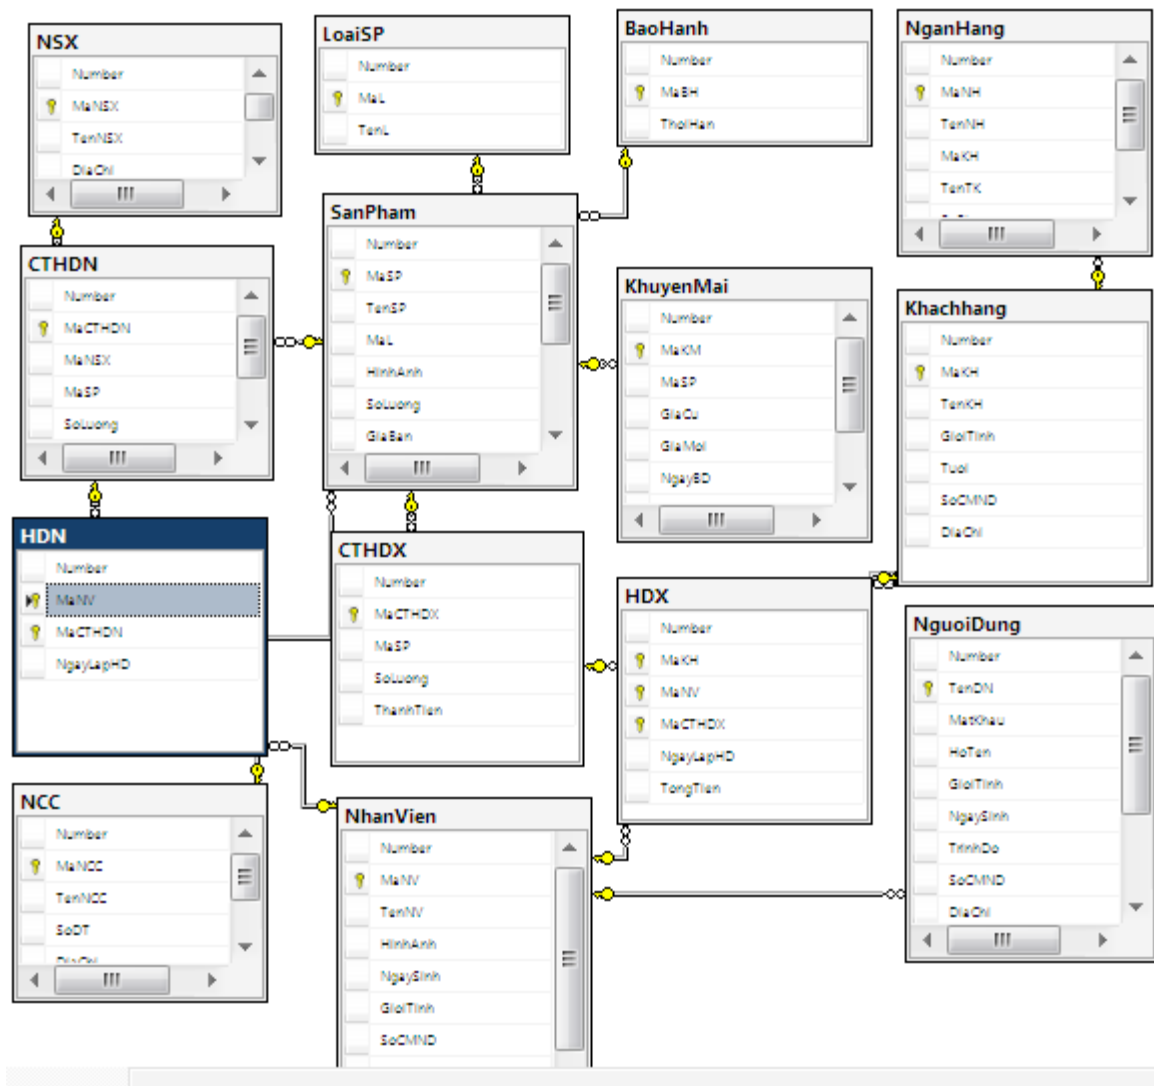 NSX
Number
MaNSX
TenNSX
DiaChi
LoaiSP
Number
MaL
TenL
BaoHanh
Number
MaBH
ThoiHan
NganHang
Number
MaNH
TenNH
MaKH
TenTK
CTHDN
Number
MaCTHDN
MaNSX
MaSP
SoLuong
SanPham
Number
MaSP
TenSP
MaL
HinhAnh
SoLuong
GiaBan
KhuyenMai
Number
MaKM
MaSP
GiaCu
GiaMoi
NgayBD
Khachhang
Number
MaKH
TenKH
GioiTinh
Tuoi
SoCMND
DiaChi
HDN
Number
MaNV
MaCTHDN
NgayLapHD
CTHDX
Number
MaCTHDX
MaSP
SoLuong
ThanhTien
HDX
Number
MaKH
MaNV
MaCTHDX
NgayLapHD
TongTien
NguoiDung
Number
TenDN
MatKhau
HoTen
GioiTinh
NgaySinh
TrinhDo
SoCMND
DiaChi
NCC
Number
MaNCC
TenNCC
SoDT
DiaChi
NhanVien
Number
MaNV
TenNV
HinhAnh
NgaySinh
GioiTinh
SoCMND